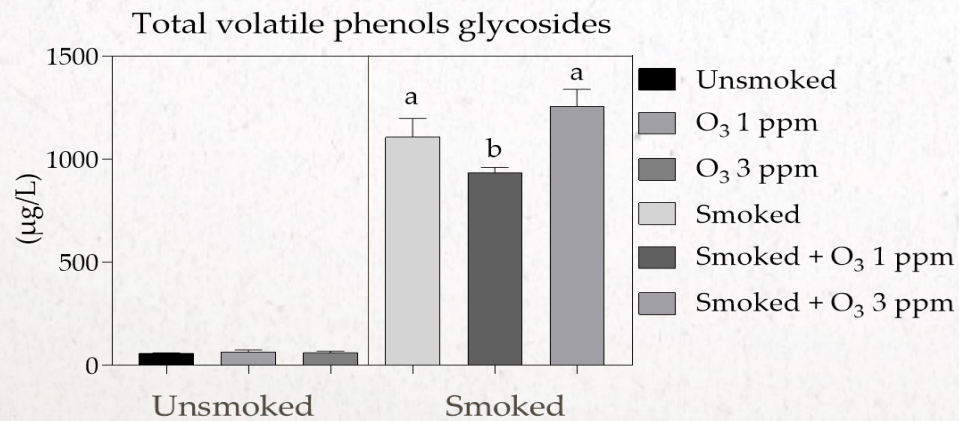 Total volatile phenols glycosides
(µg/L)
1500
1000
500
0
a
b
a
Unsmoked
Smoked
Unsmoked
O₃ 1 ppm
O₃ 3 ppm
Smoked
Smoked + O₃ 1 ppm
Smoked + O₃ 3 ppm